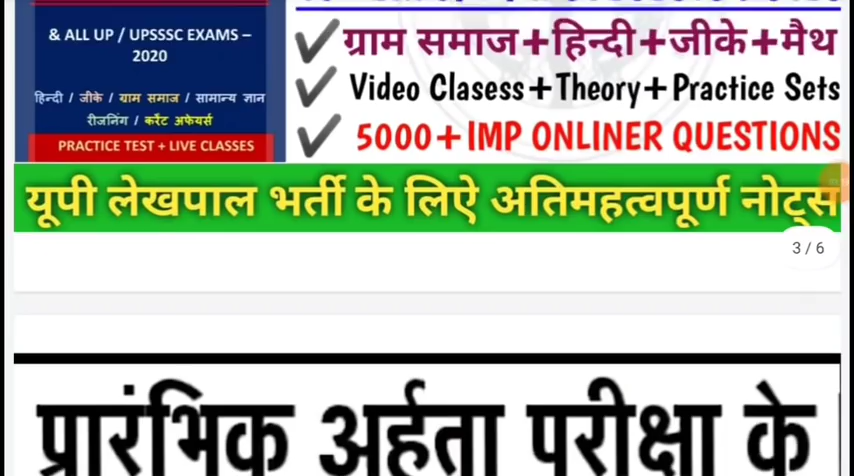 & ALL UP / UPSSSC EXAMS –
2020
हिन्दी / जीके / ग्राम समाज / सामान्य ज्ञान
रीजनिंग / करेंट अफेयर्स
PRACTICE TEST + LIVE CLASSES
ग्राम समाज+हिन्दी+जीके+मैथ
Video Clasess+Theory+Practice Sets
5000+IMP ONLINER QUESTIONS
यूपी लेखपाल भर्ती के लिऐ अतिमहत्वपूर्ण नोट्स
3 / 6
प्रारंभिक अर्हता परीक्षा के